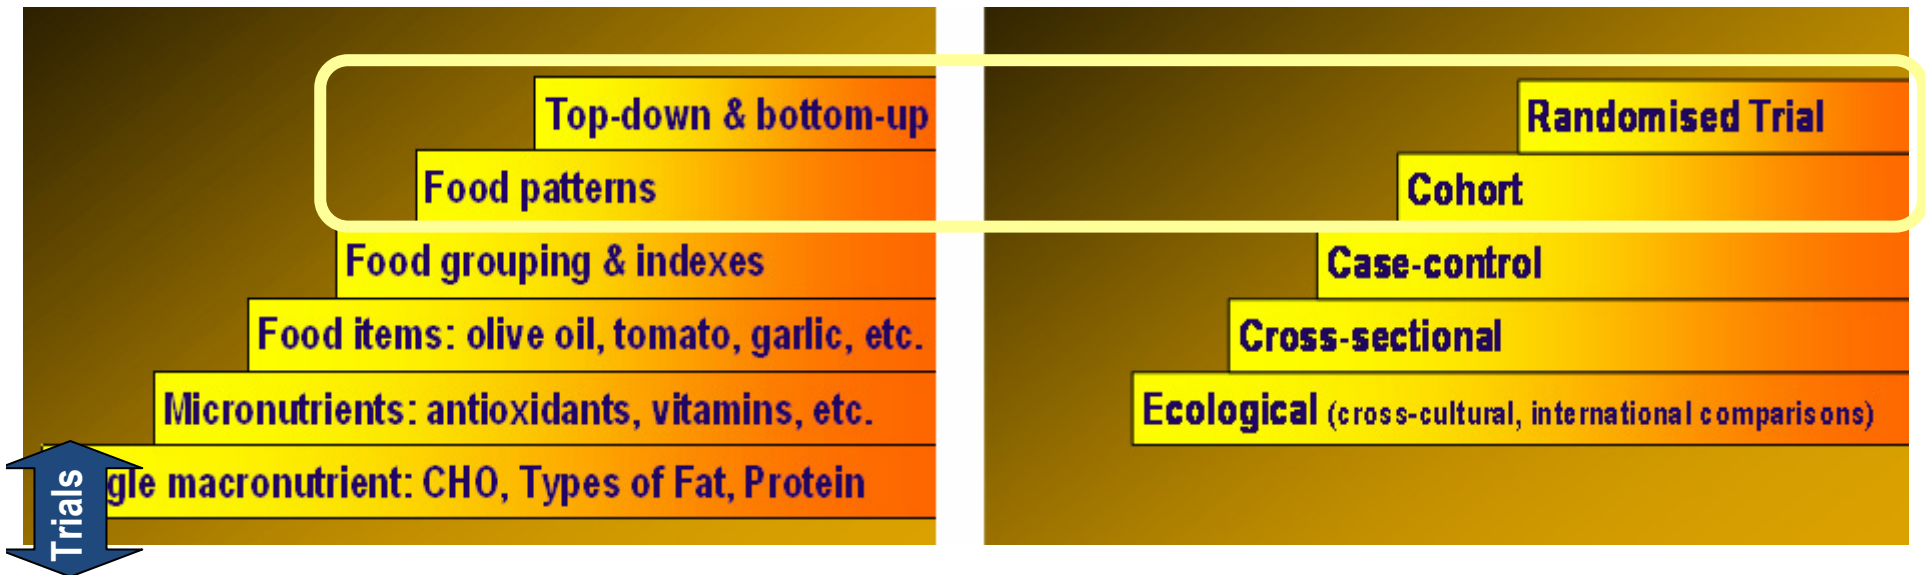 Top-down & bottom-up
Food patterns
Food grouping & indexes
Food items: olive oil, tomato, garlic, etc.
Micronutrients: antioxidants, vitamins, etc.
gle macronutrient: CHO, Types of Fat, Protein
Trials
Randomised Trial
Cohort
Case-control
Cross-sectional
Ecological (cross-cultural, international comparisons)